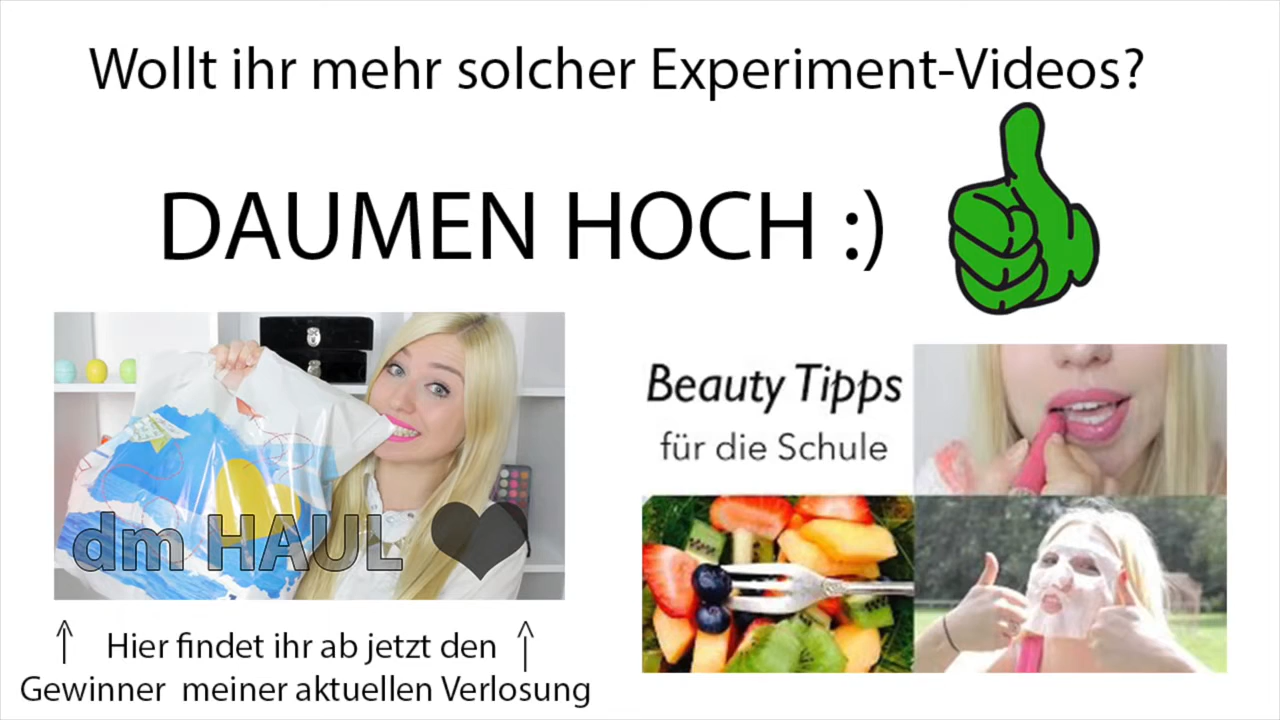 Wollt ihr mehr solcher Experiment-Videos?
DAUMEN HOCH :)
dm HAUL
Beauty Tipps
für die Schule
↑ Hier findet ihr ab jetzt den ↑
Gewinner meiner aktuellen Verlosung